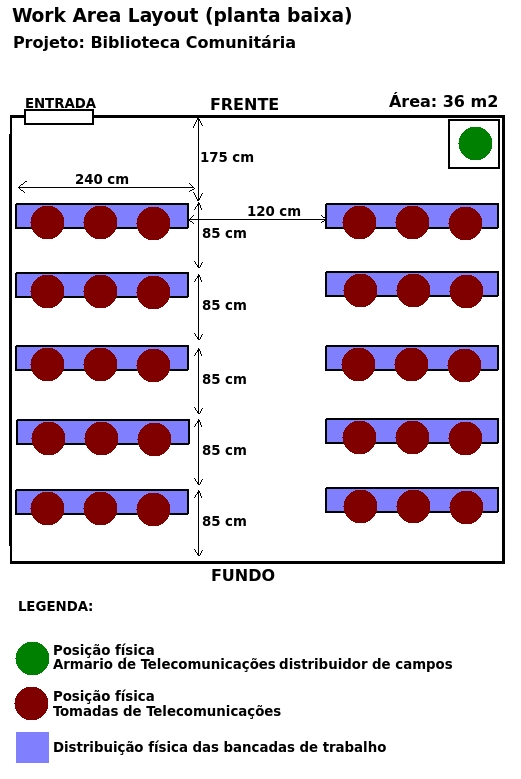 Work Area Layout (planta baixa)
Projeto: Biblioteca Comunitária
ENTRADA
FRENTE
Área: 36 m2
175 cm
240 cm
120 cm
85 cm
85 cm
85 cm
85 cm
85 cm
FUNDO
LEGENDA:
Posição física
Armário de Telecomunicações distribuidor de campos
Posição física
Tomadas de Telecomunicações
Distribuição física das bancadas de trabalho